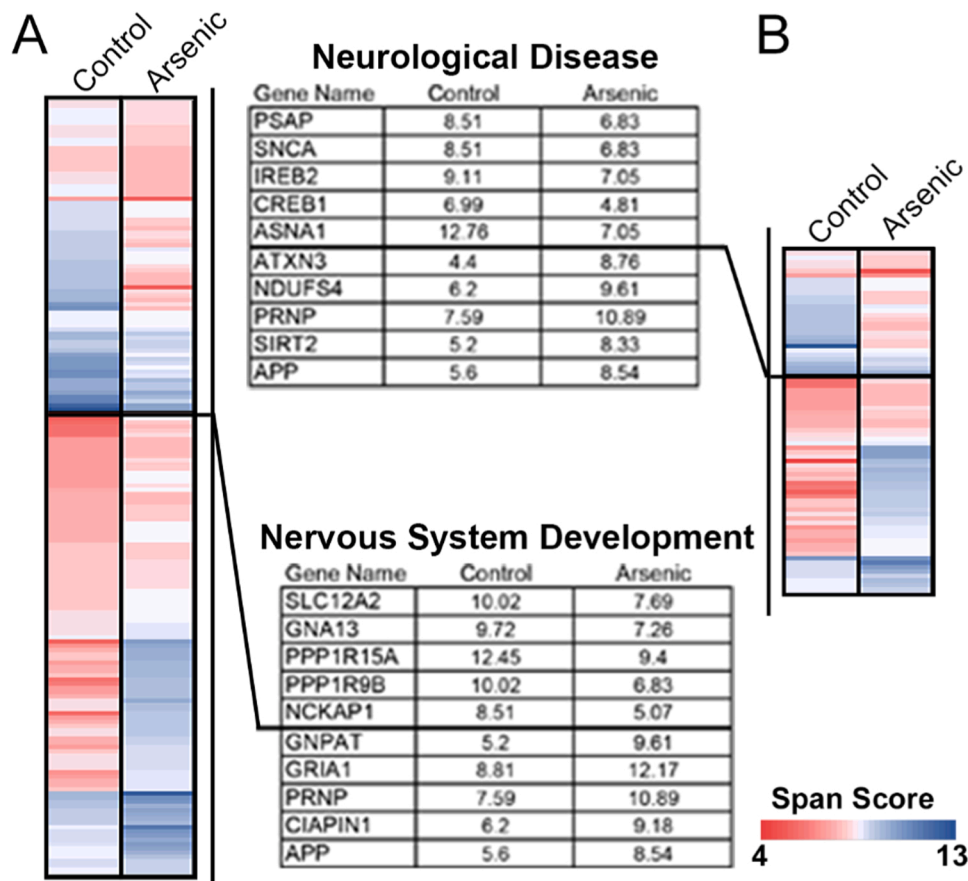 A
Control
Arsenic
B
Control
Arsenic
Neurological Disease
Gene Name Control Arsenic
PSAP 8.51 6.83
SNCA 8.51 6.83
IREB2 9.11 7.05
CREB1 6.99 4.81
ASNA1 12.76 7.05
ATXN3 4.4 8.76
NDUFS4 6.2 9.61
PRNP 7.59 10.89
SIRT2 5.2 8.33
APP 5.6 8.54
Nervous System Development
Gene Name Control Arsenic
SLC12A2 10.02 7.69
GNA13 9.72 7.26
PPP1R15A 12.45 9.4
PPP1R9B 10.02 6.83
NCKAP1 8.51 5.07
GNPAT 5.2 9.61
GRIA1 8.81 12.17
PRNP 7.59 10.89
CIAPIN1 6.2 9.18
APP 5.6 8.54
Span Score
4 13